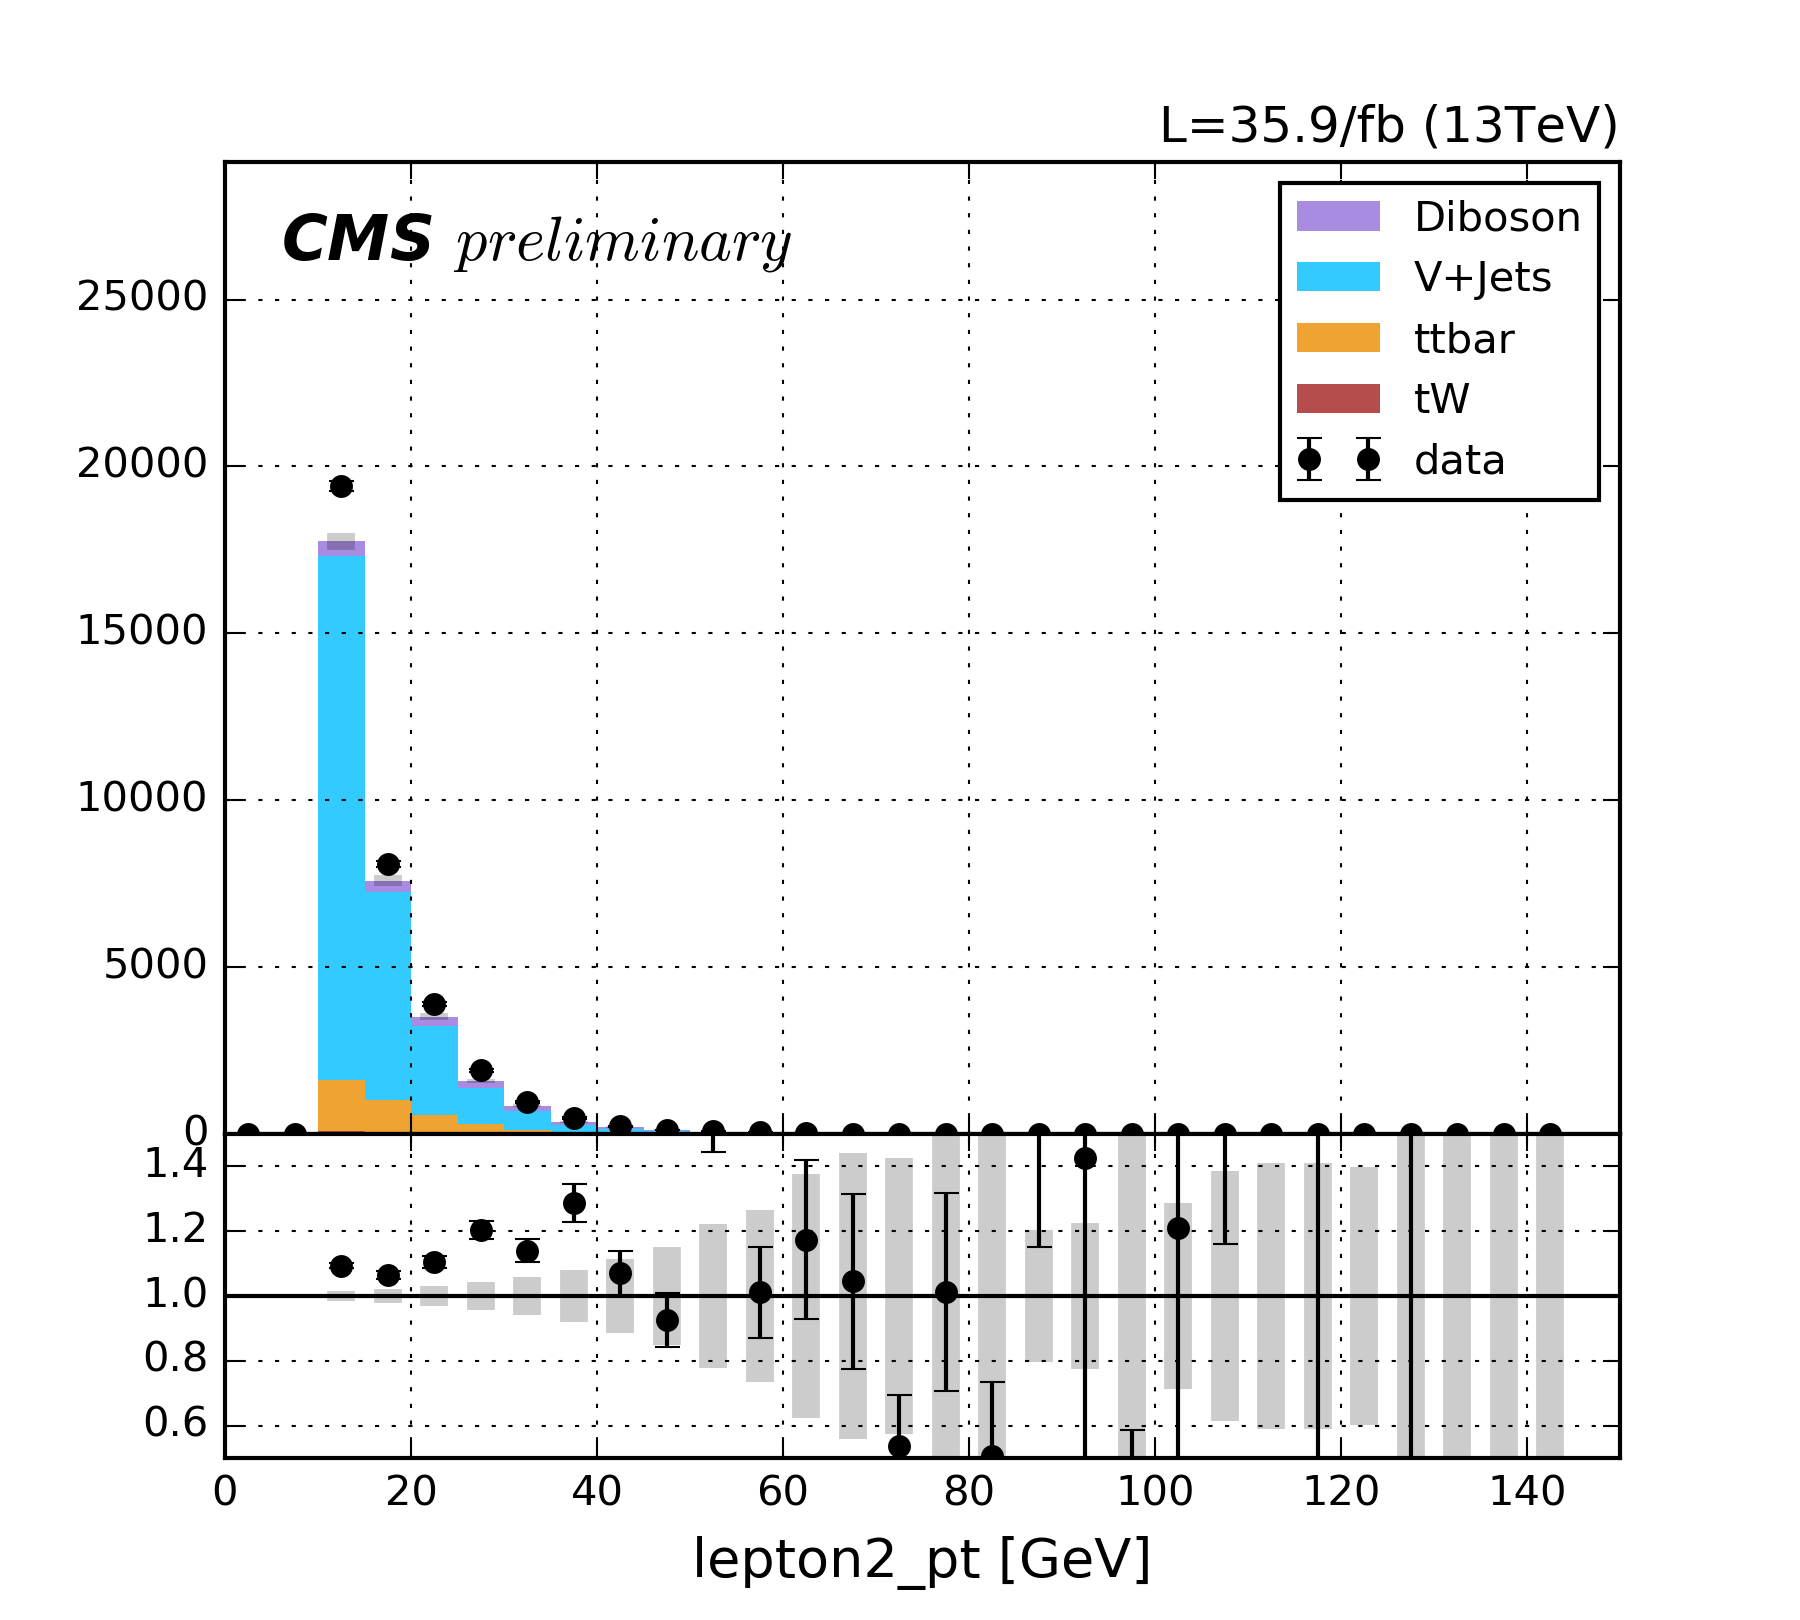 L=35.9/fb (13TeV)
CMS preliminary
Diboson
V+Jets
ttbar
tW
data
25000
20000
15000
10000
5000
0
1.4
1.2
1.0
0.8
0.6
0 20 40 60 80 100 120 140
lepton2_pt [GeV]